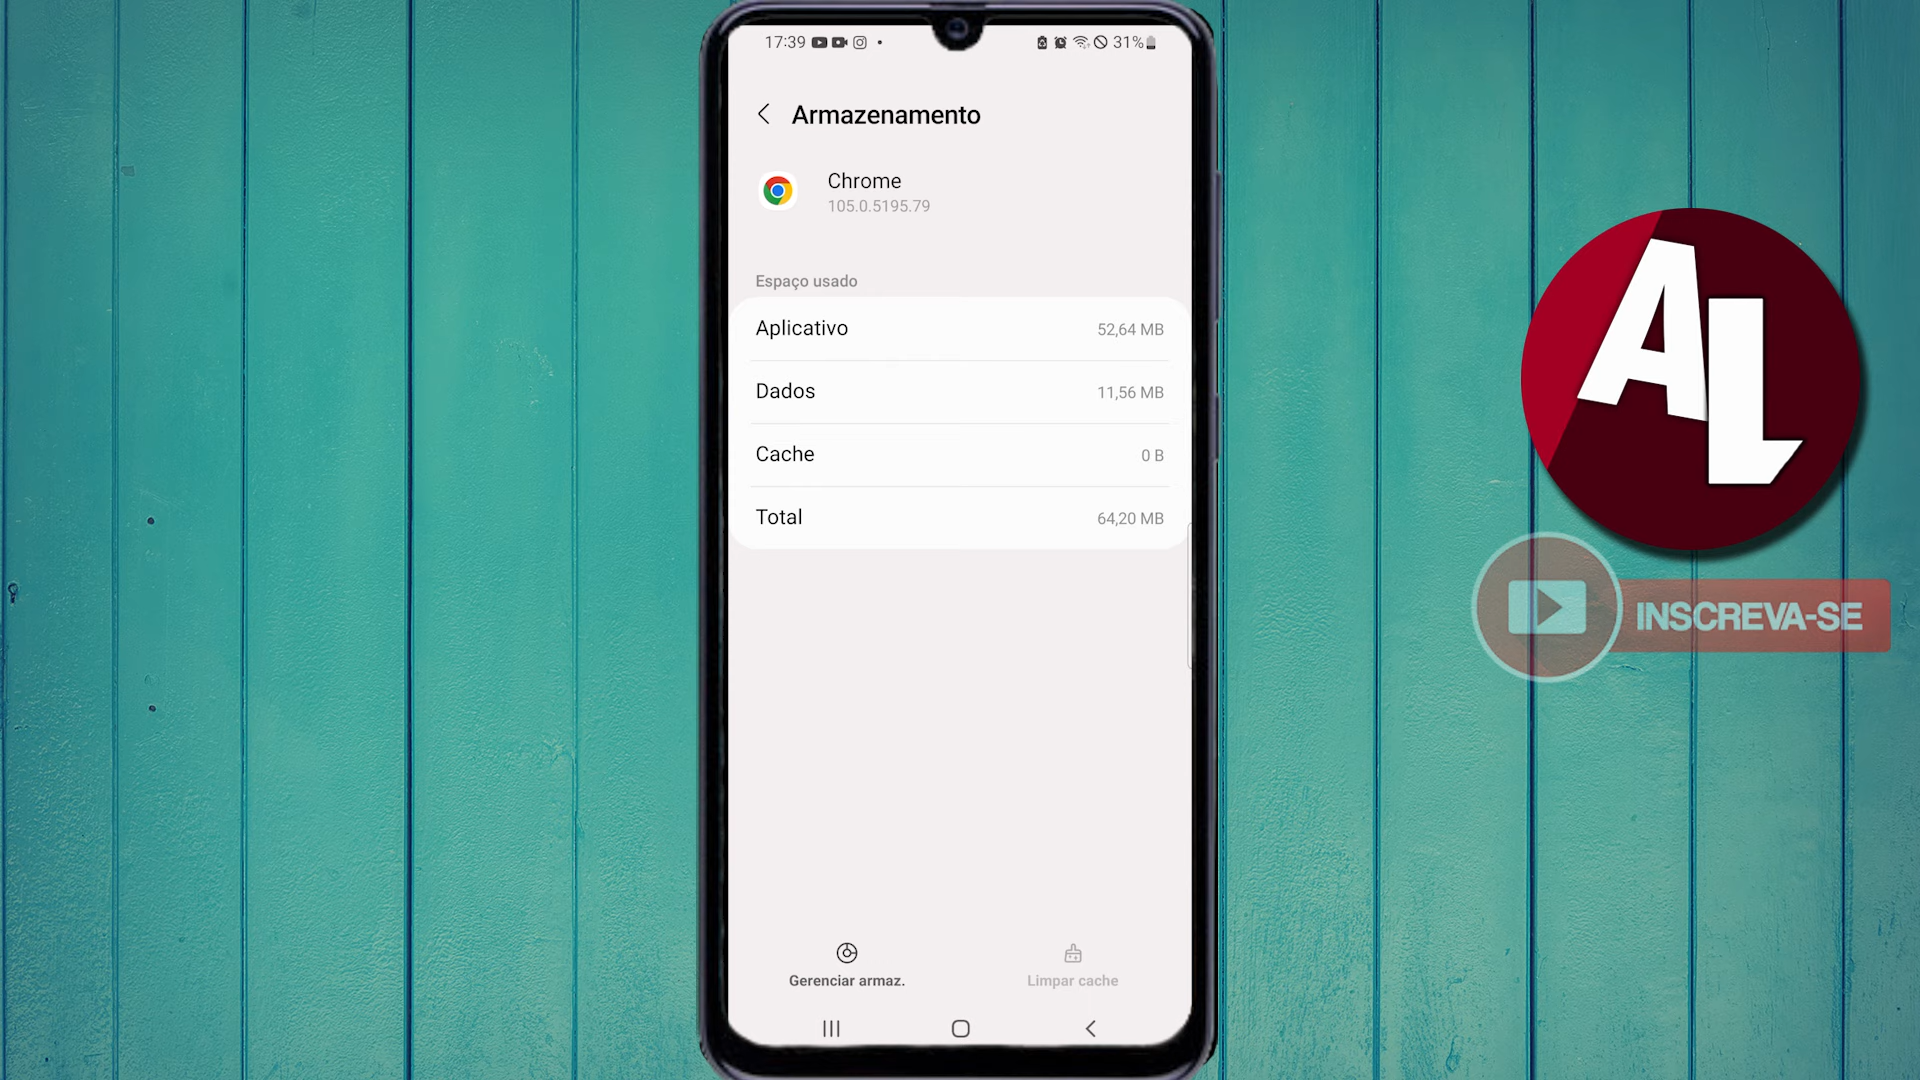 17:39
31%
Armazenamento
Chrome
105.0.5195.79
Espaço usado
Aplicativo 52,64 MB
Dados 11,56 MB
Cache 0 B
Total 64,20 MB
Gerenciar armaz.
Limpar cache
AL
INSCREVA-SE